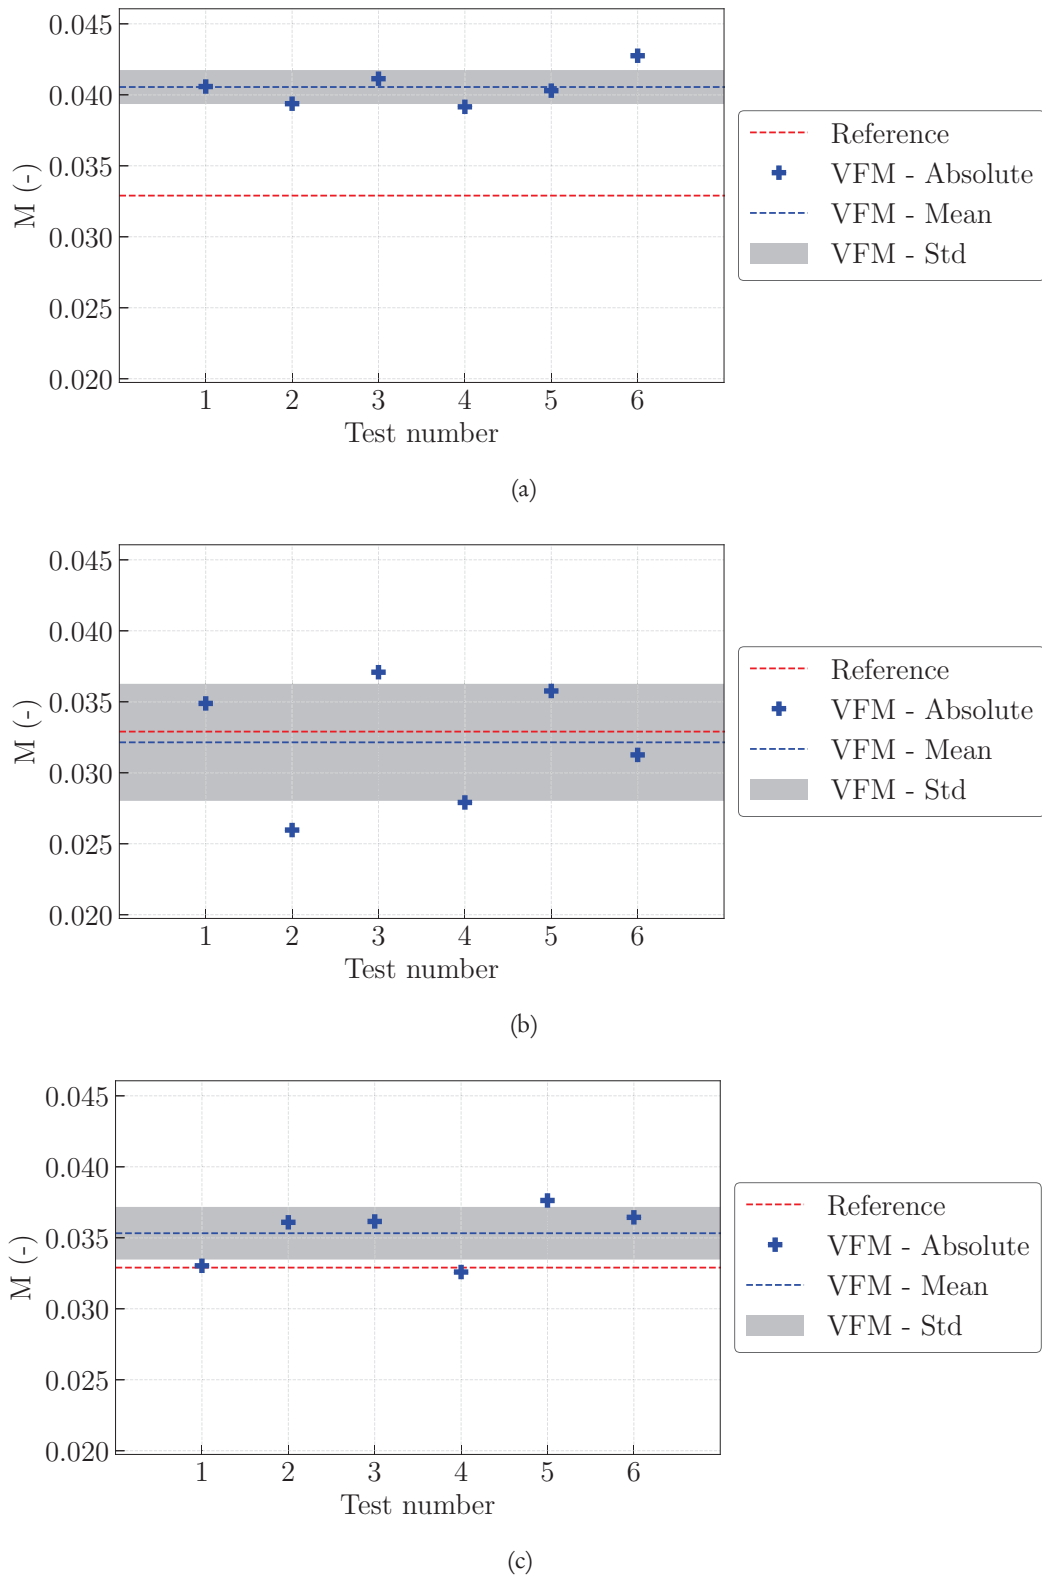 0.045
0.040
0.035
0.030
0.025
0.020
M (-)
1 2 3 4 5 6
Test number
Reference
VFM - Absolute
VFM - Mean
VFM - Std
(a)
0.045
0.040
0.035
0.030
0.025
0.020
M (-)
1 2 3 4 5 6
Test number
Reference
VFM - Absolute
VFM - Mean
VFM - Std
(b)
0.045
0.040
0.035
0.030
0.025
0.020
M (-)
1 2 3 4 5 6
Test number
Reference
VFM - Absolute
VFM - Mean
VFM - Std
(c)